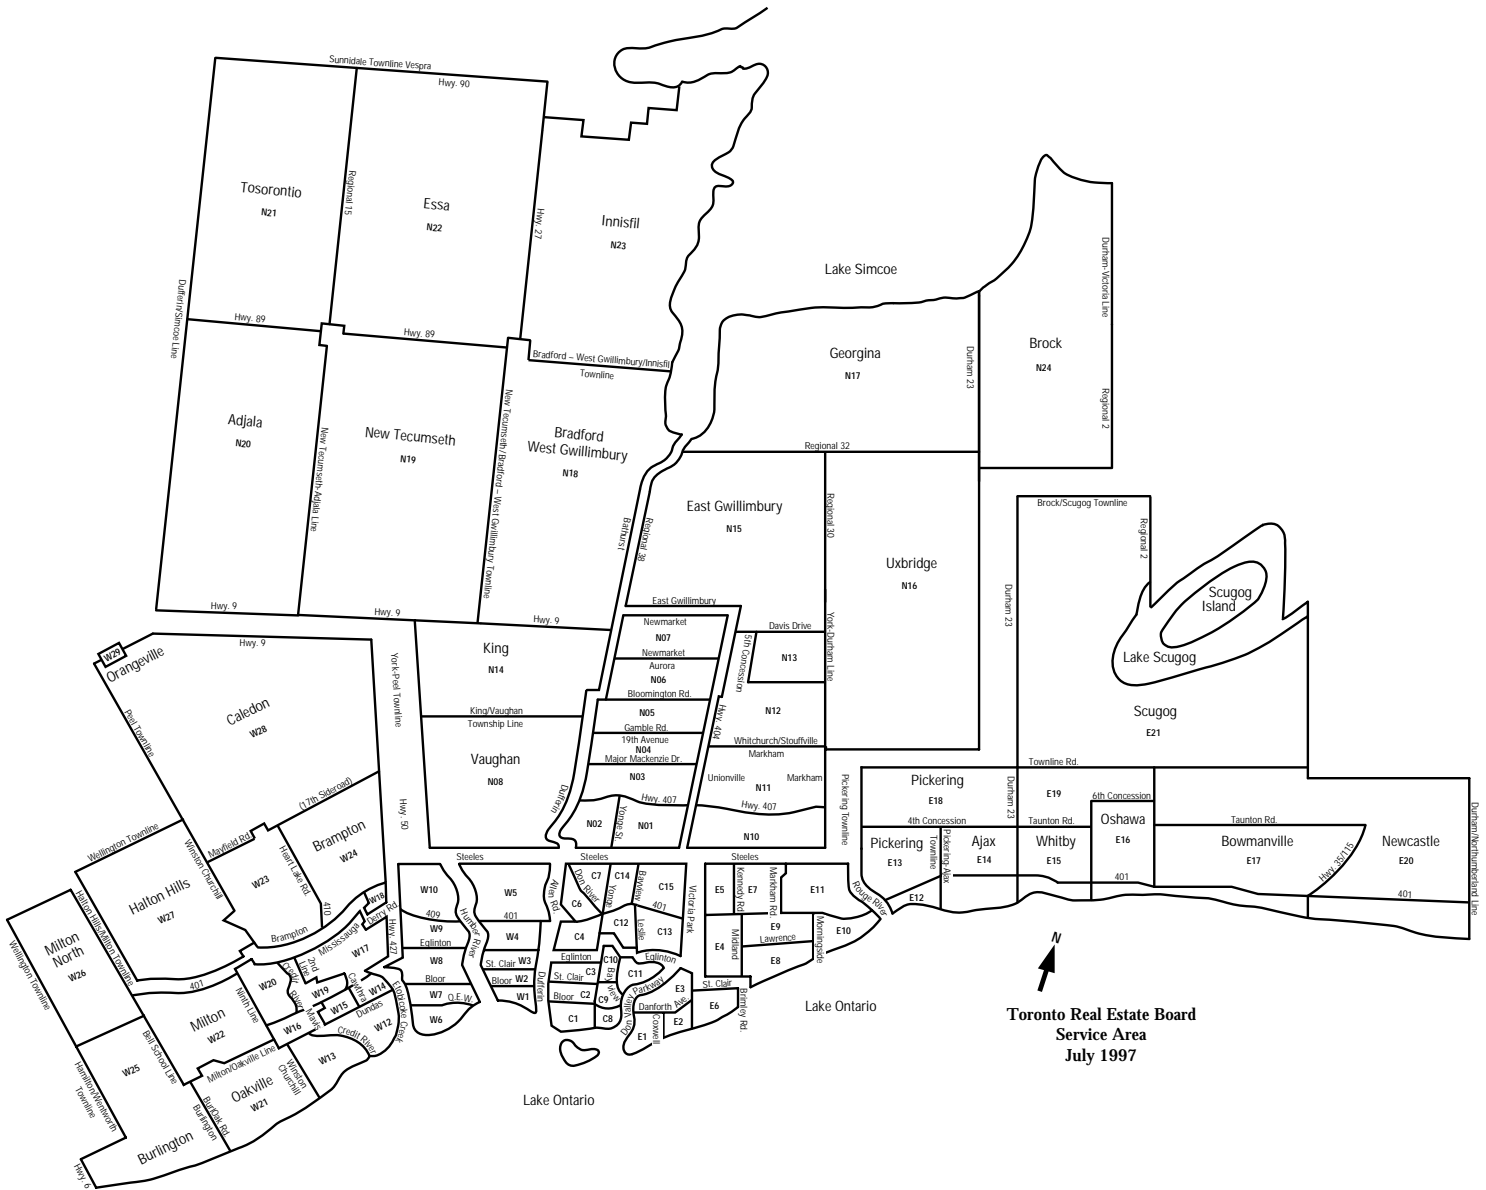 Sunnidale Townline Vespra
Hwy. 90
Tosorontio
N21
Regional 15
Essa
N22
Hwy. 27
Innisfil
N23
Dufferin/Simcoe Line
Hwy. 89
Hwy. 89
Bradford – West Gwillimbury/Innisfil
Townline
Adjala
N20
New Tecumseth-Adjala Line
New Tecumseth
N19
New Tecumseth/Bradford – West Gwillimbury Townline
Bradford
West Gwillimbury
N18
Hwy. 9
Hwy. 9
Hwy. 9
Lake Simcoe
Georgina
N17
Durham 23
Brock
N24
Durham-Victoria Line
Regional 2
Regional 32
Bathurst
Regional 38
East Gwillimbury
N15
Regional 30
Uxbridge
N16
York-Durham Line
Durham 23
Brock/Scugog Townline
Regional 2
Scugog
Island
Lake Scugog
Scugog
E21
East Gwillimbury
Newmarket
N07
Newmarket
Aurora
N06
Bloomington Rd.
N05
Gamble Rd.
19th Avenue
N04
Major Mackenzie Dr.
N03
Hwy. 407
N02
Yonge St.
N01
Davis Drive
5th Concession
N13
N12
Hwy. 404
Whitchurch/Stouffville
Markham
Unionville
Markham
N11
Hwy. 407
N10
King
N14
King/Vaughan
Township Line
Vaughan
N08
Dufferin
York-Peel Townline
Hwy. 50
W29
Orangeville
Hwy. 9
Caledon
W28
Peel Townline
(17th Sideroad)
Mayfield Rd.
Brampton
W24
Heart Lake Rd.
W23
410
Winston Churchill
Wellington Townline
Halton Hills
W27
Halton Hills/Milton Townline
Milton
North
W26
Wellington Townline
401
Brampton
Mississauga
Derry Rd.
W18
W17
2nd
Line
Credit
River
W20
W19
W16
W15
Mavis
Cawthra
W14
Dundas
W12
Credit River
W13
Ninth Line
Milton
W22
Milton/Oakville Line
Bell School Line
W25
Hamilton/Wentworth
Townline
Oakville
W21
Winston
Churchill
BurlOak Rd.
Burlington
Burlington
Hwy. 6
Hwy. 427
Etobicoke Creek
Steeles
Steeles
Steeles
W10
409
W9
Eglinton
W8
Bloor
W7
Q.E.W.
W6
Humber River
W5
401
W4
St. Clair
W3
Bloor
W2
W1
Allen Rd
Dufferin
Don River
C7
C14
C6
Yonge
Bayview
C15
401
C12
Leslie
C13
C4
Eglinton
Eglinton
C10
C11
St. Clair
C3
Bay
View
Bloor
C2
C9
C1
C8
Don Valley
Parkway
Victoria Park
E3
Danforth Ave
Coxwell
E1
E2
St. Clair
E6
Brimley Rd.
E5
Kennedy Rd
E7
Markham Rd.
E11
Rouge River
Midland
E4
E9
Lawrence
E8
Morningside
E10
Pickering Townline
Townline Rd.
Pickering
E18
Durham 23
E19
6th Concession
4th Concession
Taunton Rd.
Taunton Rd.
Pickering
E13
Townline
Pickering-Ajax
E12
Ajax
E14
Whitby
E15
Oshawa
E16
401
401
Bowmanville
E17
Hwy. 35/115
Newcastle
E20
Durham/Northumberland Line
Lake Ontario
Lake Ontario
N
Toronto Real Estate Board
Service Area
July 1997